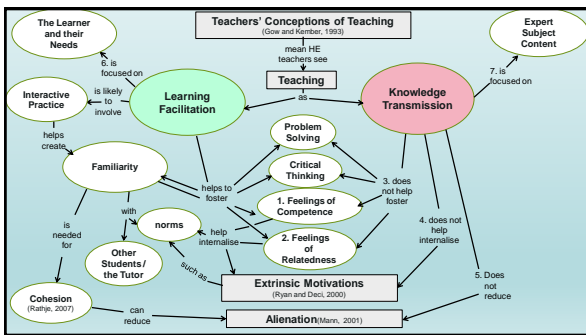 Teachers' Conceptions of Teaching
(Gow and Kember, 1993)
The Learner
and their
Needs
Expert
Subject
Content
mean HE
teachers see
6. is
focused on
Teaching
7. is
focused on
as
Interactive
Practice
is likely
to
involve
Learning
Facilitation
Knowledge
Transmission
helps
create
Problem
Solving
Familiarity
Critical
Thinking
helps to
foster
3. does
not help
foster
1. Feelings of
Competence
is
needed
for
with
norms
help
internalise
2. Feelings of
Relatedness
4. does not
help
internalise
Other
Students/
the Tutor
such as
Extrinsic Motivations
(Ryan and Deci, 2000)
5. Does
not
reduce
Cohesion
(Rathje, 2007)
can
reduce
Alienation (Mann, 2001)